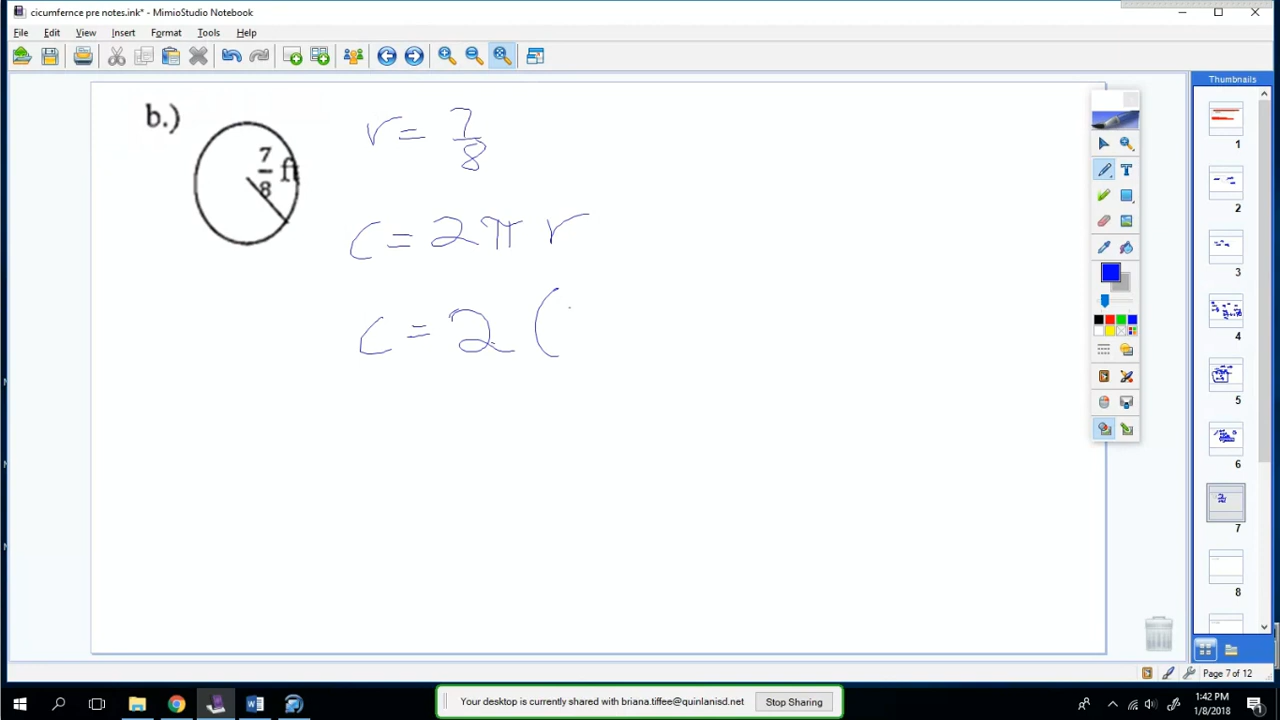 cicumfernce pre notes.ink* - MimioStudio Notebook
File Edit View Insert Format Tools Help
Thumbnails
b.)
7/8 ft
r = 7/8
C = 2 π r
C = 2 (
1
2
3
4
5
6
7
8
Page 7 of 12
Your desktop is currently shared with briana.tiffee@quinlanisd.net Stop Sharing
1:42 PM
1/8/2018